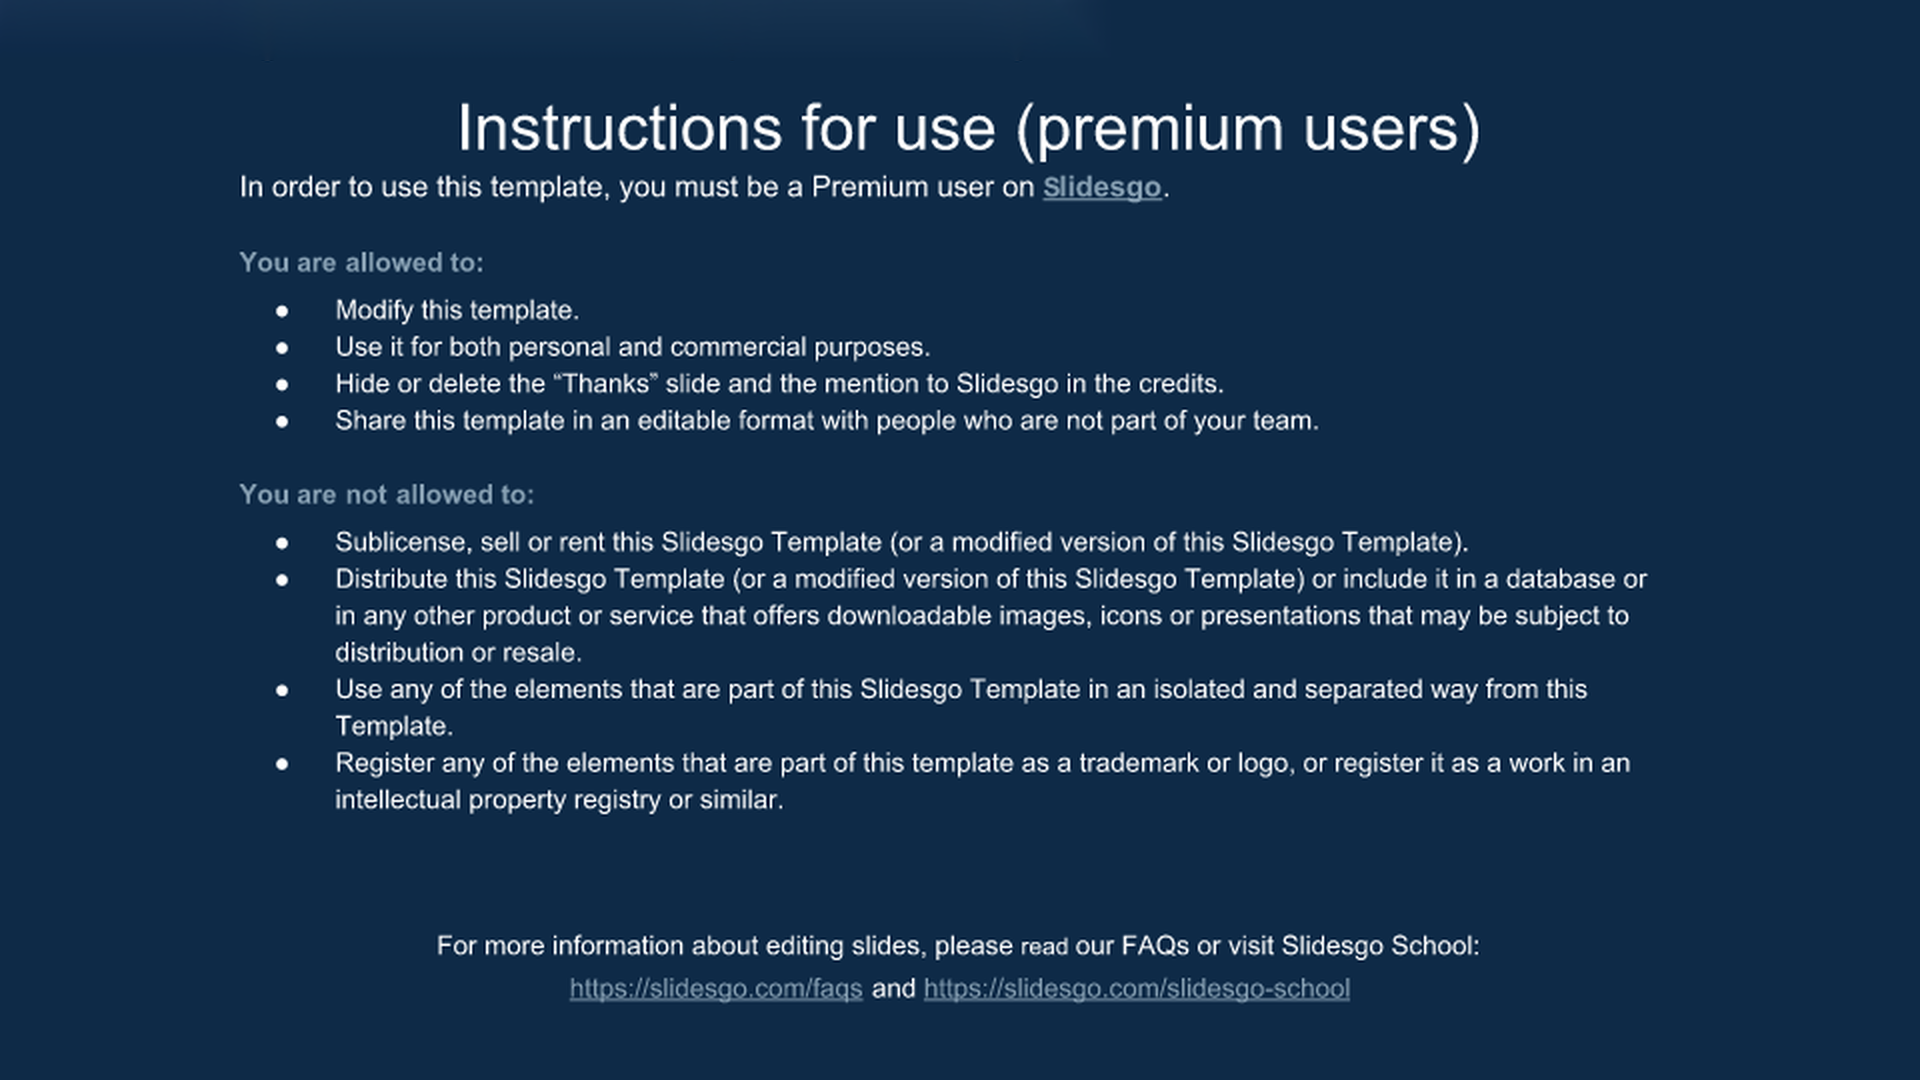 Instructions for use (premium users)
In order to use this template, you must be a Premium user on Slidesgo.
You are allowed to:
● Modify this template.
● Use it for both personal and commercial purposes.
● Hide or delete the “Thanks” slide and the mention to Slidesgo in the credits.
● Share this template in an editable format with people who are not part of your team.
You are not allowed to:
● Sublicense, sell or rent this Slidesgo Template (or a modified version of this Slidesgo Template).
● Distribute this Slidesgo Template (or a modified version of this Slidesgo Template) or include it in a database or
in any other product or service that offers downloadable images, icons or presentations that may be subject to
distribution or resale.
● Use any of the elements that are part of this Slidesgo Template in an isolated and separated way from this
Template.
● Register any of the elements that are part of this template as a trademark or logo, or register it as a work in an
intellectual property registry or similar.
For more information about editing slides, please read our FAQs or visit Slidesgo School:
https://slidesgo.com/faqs and https://slidesgo.com/slidesgo-school